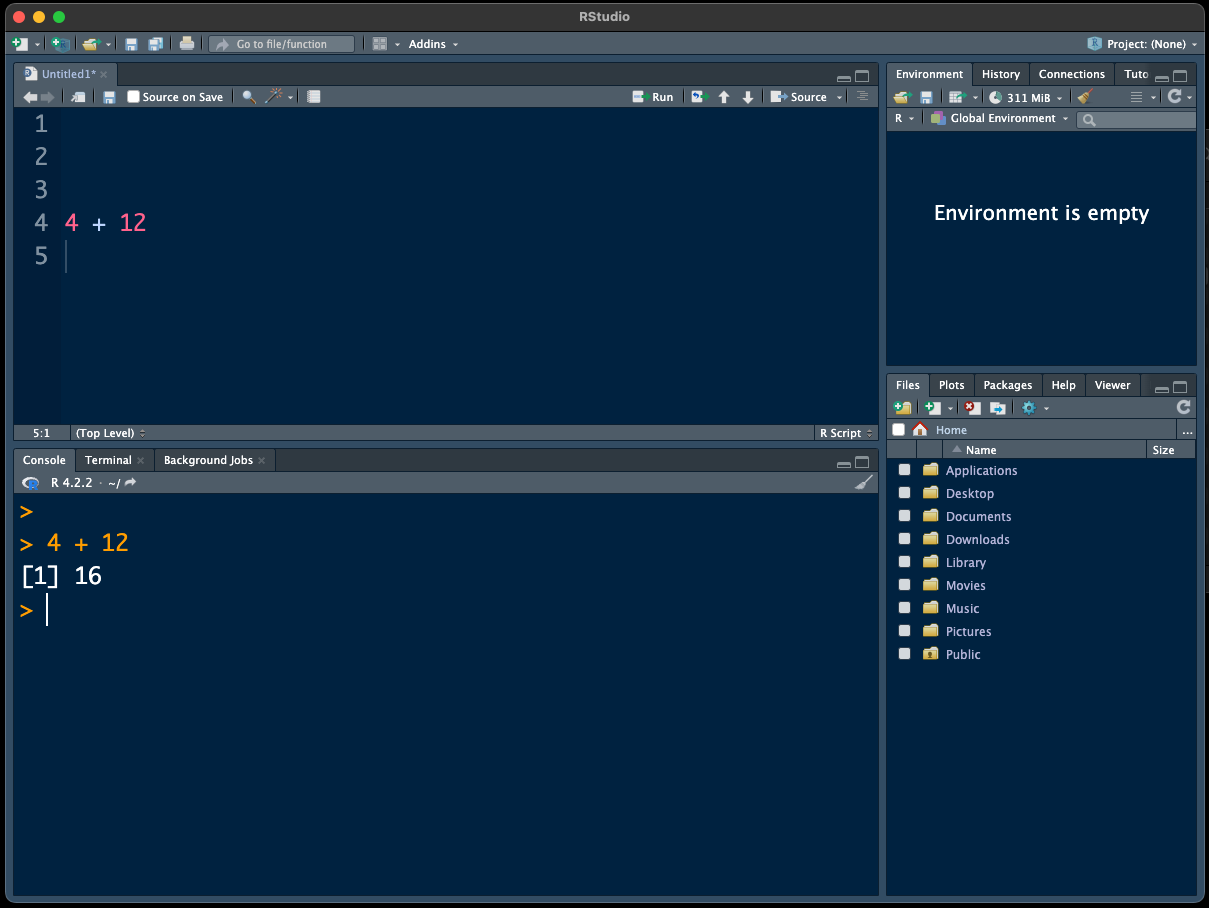 RStudio
Go to file/function Addins Project: (None)
Untitled1*
Source on Save Run Source
1
2
3
4 4 + 12
5
5:1 (Top Level) R Script
Console Terminal Background Jobs
R 4.2.2 · ~/
>
> 4 + 12
[1] 16
>
Environment History Connections Tuto
311 MiB
R Global Environment
Environment is empty
Files Plots Packages Help Viewer
Home ...
Name Size
Applications
Desktop
Documents
Downloads
Library
Movies
Music
Pictures
Public